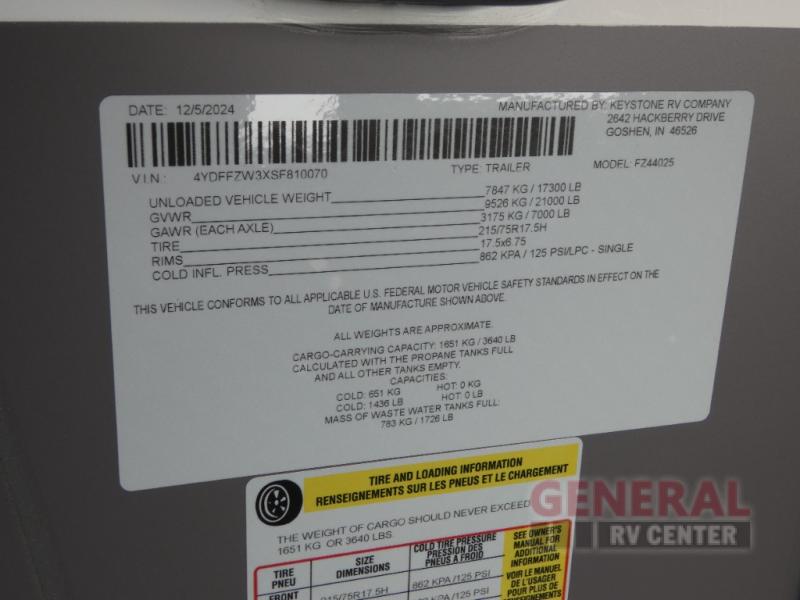 DATE: 12/5/2024
MANUFACTURED BY: KEYSTONE RV COMPANY
2642 HACKBERRY DRIVE
GOSHEN, IN 46526
V.I.N.: 4YDFFZW3XSF810070 TYPE: TRAILER MODEL: FZ44025
UNLOADED VEHICLE WEIGHT 7847 KG / 17300 LB
GVWR 9526 KG / 21000 LB
GAWR (EACH AXLE) 3175 KG / 7000 LB
TIRE 215/75R17.5H
RIMS 17.5x6.75
COLD INFL. PRESS 862 KPA / 125 PSI/LPC - SINGLE
THIS VEHICLE CONFORMS TO ALL APPLICABLE U.S. FEDERAL MOTOR VEHICLE SAFETY STANDARDS IN EFFECT ON THE
DATE OF MANUFACTURE SHOWN ABOVE.
ALL WEIGHTS ARE APPROXIMATE.
CARGO-CARRYING CAPACITY: 1651 KG / 3640 LB
CALCULATED WITH THE PROPANE TANKS FULL
AND ALL OTHER TANKS EMPTY.
CAPACITIES:
COLD: 651 KG HOT: 0 KG
COLD: 1436 LB HOT: 0 LB
MASS OF WASTE WATER TANKS FULL:
783 KG / 1726 LB
TIRE AND LOADING INFORMATION
RENSEIGNEMENTS SUR LES PNEUS ET LE CHARGEMENT
THE WEIGHT OF CARGO SHOULD NEVER EXCEED
1651 KG OR 3640 LBS.
TIRE
PNEU
SIZE
DIMENSIONS
COLD TIRE PRESSURE
PRESSION DES
PNEUS A FROID
SEE OWNER'S
MANUAL FOR
ADDITIONAL
INFORMATION
VOIR LE MANUEL
DE L'USAGER
POUR PLUS DE
RENSEIGNEMENTS
FRONT 215/75R17.5H 862 KPA /125 PSI
GENERAL
RV CENTER